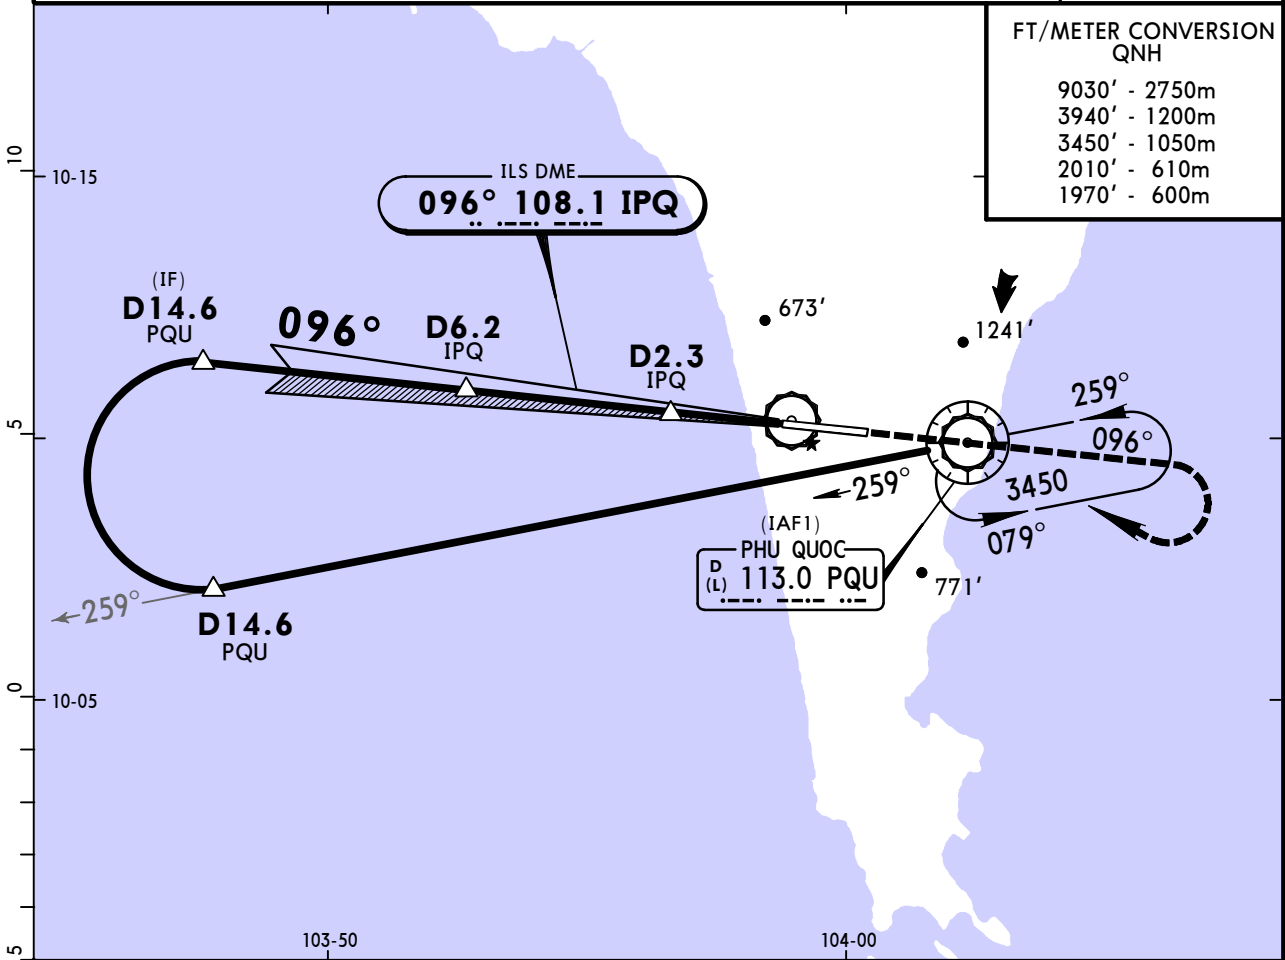 FT/METER CONVERSION
QNH
9030' - 2750m
3940' - 1200m
3450' - 1050m
2010' - 610m
1970' - 600m
10
10-15
ILS DME
096° 108.1 IPQ
(IF)
D14.6
PQU
096°
D6.2
IPQ
D2.3
IPQ
673'
1241'
259°
096°
5
3450
079°
259°
(IAF1)
PHU QUOC
D
(L) 113.0 PQU
771'
259°
D14.6
PQU
0
10-05
5
103-50
104-00